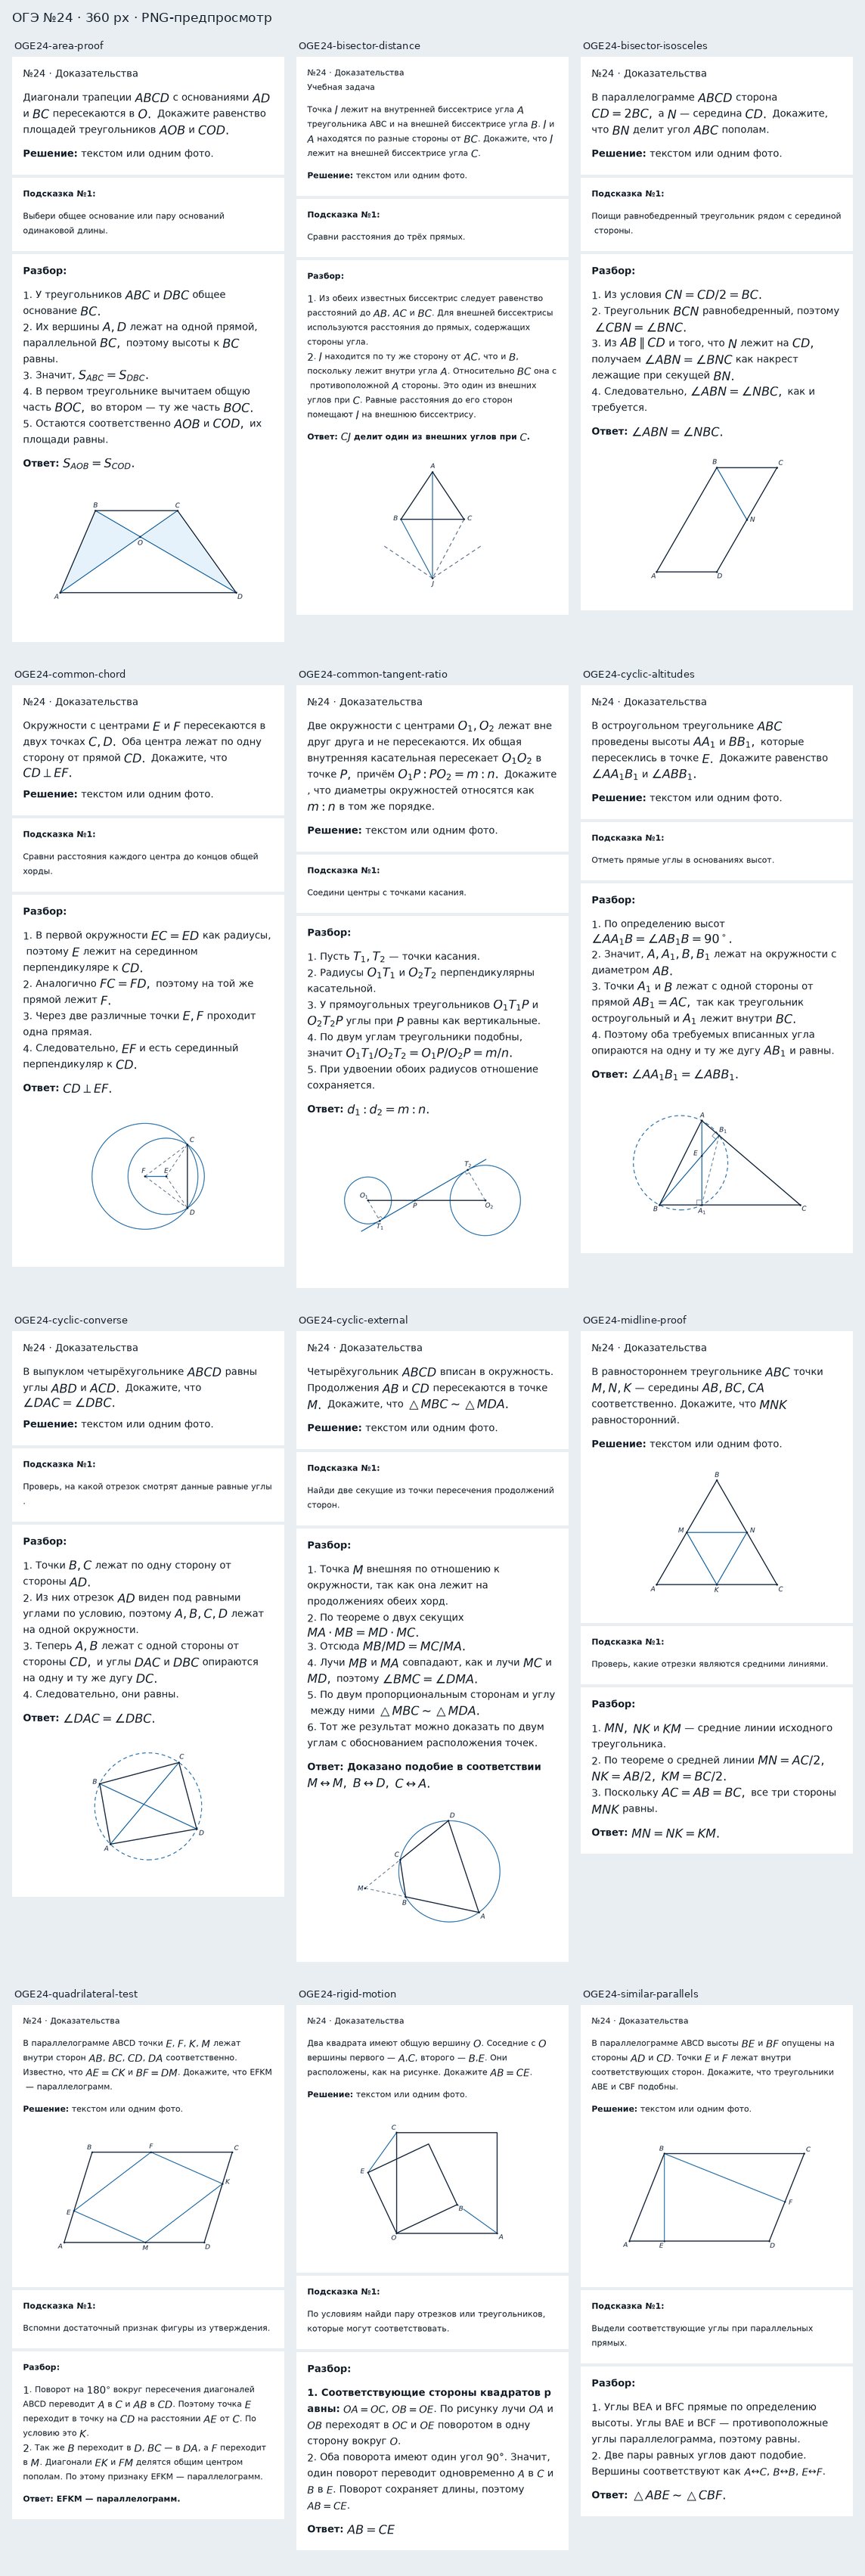 ОГЭ №24 · 360 px · PNG-предпросмотр
OGE24-area-proof
№24 · Доказательства
Диагонали трапеции ABCD с основаниями AD
и BC пересекаются в O. Докажите равенство
площадей треугольников AOB и COD.
Решение: текстом или одним фото.
Подсказка №1:
Выбери общее основание или пару оснований
одинаковой длины.
Разбор:
1. У треугольников ABC и DBC общее
основание BC.
2. Их вершины A, D лежат на одной прямой,
параллельной BC, поэтому высоты к BC
равны.
3. Значит, S_ABC = S_DBC.
4. В первом треугольнике вычитаем общую
часть BOC, во втором — ту же часть BOC.
5. Остаются соответственно AOB и COD, их
площади равны.
Ответ: S_AOB = S_COD.
B
C
O
A
D
OGE24-bisector-distance
№24 · Доказательства
Учебная задача
Точка J лежит на внутренней биссектрисе угла A
треугольника ABC и на внешней биссектрисе угла B. J и
A находятся по разные стороны от BC. Докажите, что J
лежит на внешней биссектрисе угла C.
Решение: текстом или одним фото.
Подсказка №1:
Сравни расстояния до трёх прямых.
Разбор:
1. Из обеих известных биссектрис следует равенство
расстояний до AB, AC и BC. Для внешней биссектрисы
используются расстояния до прямых, содержащих
стороны угла.
2. J находится по ту же сторону от AC, что и B,
поскольку лежит внутри угла A. Относительно BC она с
противоположной A стороны. Это один из внешних
углов при C. Равные расстояния до его сторон
помещают J на внешнюю биссектрису.
Ответ: CJ делит один из внешних углов при C.
A
B
C
J
OGE24-bisector-isosceles
№24 · Доказательства
В параллелограмме ABCD сторона
CD = 2BC, а N — середина CD. Докажите,
что BN делит угол ABC пополам.
Решение: текстом или одним фото.
Подсказка №1:
Поищи равнобедренный треугольник рядом с серединой
стороны.
Разбор:
1. Из условия CN = CD/2 = BC.
2. Треугольник BCN равнобедренный, поэтому
∠CBN = ∠BNC.
3. Из AB ∥ CD и того, что N лежит на CD,
получаем ∠ABN = ∠BNC как накрест
лежащие при секущей BN.
4. Следовательно, ∠ABN = ∠NBC, как и
требуется.
Ответ: ∠ABN = ∠NBC.
B
C
N
A
D
OGE24-common-chord
№24 · Доказательства
Окружности с центрами E и F пересекаются в
двух точках C, D. Оба центра лежат по одну
сторону от прямой CD. Докажите, что
CD ⊥ EF.
Решение: текстом или одним фото.
Подсказка №1:
Сравни расстояния каждого центра до концов общей
хорды.
Разбор:
1. В первой окружности EC = ED как радиусы,
поэтому E лежит на серединном
перпендикуляре к CD.
2. Аналогично FC = FD, поэтому на той же
прямой лежит F.
3. Через две различные точки E, F проходит
одна прямая.
4. Следовательно, EF и есть серединный
перпендикуляр к CD.
Ответ: CD ⊥ EF.
C
F
E
D
OGE24-common-tangent-ratio
№24 · Доказательства
Две окружности с центрами O₁, O₂ лежат вне
друг друга и не пересекаются. Их общая
внутренняя касательная пересекает O₁O₂ в
точке P, причём O₁P : PO₂ = m : n. Докажите
, что диаметры окружностей относятся как
m : n в том же порядке.
Решение: текстом или одним фото.
Подсказка №1:
Соедини центры с точками касания.
Разбор:
1. Пусть T₁, T₂ — точки касания.
2. Радиусы O₁T₁ и O₂T₂ перпендикулярны
касательной.
3. У прямоугольных треугольников O₁T₁P и
O₂T₂P углы при P равны как вертикальные.
4. По двум углам треугольники подобны,
значит O₁T₁/O₂T₂ = O₁P/O₂P = m/n.
5. При удвоении обоих радиусов отношение
сохраняется.
Ответ: d₁ : d₂ = m : n.
T₂
O₁
P
O₂
T₁
OGE24-cyclic-altitudes
№24 · Доказательства
В остроугольном треугольнике ABC
проведены высоты AA₁ и BB₁, которые
пересеклись в точке E. Докажите равенство
∠AA₁B₁ и ∠ABB₁.
Решение: текстом или одним фото.
Подсказка №1:
Отметь прямые углы в основаниях высот.
Разбор:
1. По определению высот
∠AA₁B = ∠AB₁B = 90°.
2. Значит, A, A₁, B, B₁ лежат на окружности с
диаметром AB.
3. Точки A₁ и B лежат с одной стороны от
прямой AB₁ = AC, так как треугольник
остроугольный и A₁ лежит внутри BC.
4. Поэтому оба требуемых вписанных угла
опираются на одну и ту же дугу AB₁ и равны.
Ответ: ∠AA₁B₁ = ∠ABB₁.
A
B₁
E
B
A₁
C
OGE24-cyclic-converse
№24 · Доказательства
В выпуклом четырёхугольнике ABCD равны
углы ABD и ACD. Докажите, что
∠DAC = ∠DBC.
Решение: текстом или одним фото.
Подсказка №1:
Проверь, на какой отрезок смотрят данные равные углы
.
Разбор:
1. Точки B, C лежат по одну сторону от
стороны AD.
2. Из них отрезок AD виден под равными
углами по условию, поэтому A, B, C, D лежат
на одной окружности.
3. Теперь A, B лежат с одной стороны от
стороны CD, и углы DAC и DBC опираются
на одну и ту же дугу DC.
4. Следовательно, они равны.
Ответ: ∠DAC = ∠DBC.
C
B
D
A
OGE24-cyclic-external
№24 · Доказательства
Четырёхугольник ABCD вписан в окружность.
Продолжения AB и CD пересекаются в точке
M. Докажите, что △MBC ∼ △MDA.
Решение: текстом или одним фото.
Подсказка №1:
Найди две секущие из точки пересечения продолжений
сторон.
Разбор:
1. Точка M внешняя по отношению к
окружности, так как она лежит на
продолжениях обеих хорд.
2. По теореме о двух секущих
MA · MB = MD · MC.
3. Отсюда MB/MD = MC/MA.
4. Лучи MB и MA совпадают, как и лучи MC и
MD, поэтому ∠BMC = ∠DMA.
5. По двум пропорциональным сторонам и углу
между ними △MBC ∼ △MDA.
6. Тот же результат можно доказать по двум
углам с обоснованием расположения точек.
Ответ: Доказано подобие в соответствии
M ↔ M, B ↔ D, C ↔ A.
D
C
M
B
A
OGE24-midline-proof
№24 · Доказательства
В равностороннем треугольнике ABC точки
M, N, K — середины AB, BC, CA
соответственно. Докажите, что MNK
равносторонний.
Решение: текстом или одним фото.
B
M
N
A
K
C
Подсказка №1:
Проверь, какие отрезки являются средними линиями.
Разбор:
1. MN, NK и KM — средние линии исходного
треугольника.
2. По теореме о средней линии MN = AC/2,
NK = AB/2, KM = BC/2.
3. Поскольку AC = AB = BC, все три стороны
MNK равны.
Ответ: MN = NK = KM.
OGE24-quadrilateral-test
№24 · Доказательства
В параллелограмме ABCD точки E, F, K, M лежат
внутри сторон AB, BC, CD, DA соответственно.
Известно, что AE = CK и BF = DM. Докажите, что EFKM
— параллелограмм.
Решение: текстом или одним фото.
B
F
C
K
E
A
M
D
Подсказка №1:
Вспомни достаточный признак фигуры из утверждения.
Разбор:
1. Поворот на 180° вокруг пересечения диагоналей
ABCD переводит A в C и AB в CD. Поэтому точка E
переходит в точку на CD на расстоянии AE от C. По
условию это K.
2. Так же B переходит в D, BC — в DA, а F переходит
в M. Диагонали EK и FM делятся общим центром
пополам. По этому признаку EFKM — параллелограмм.
Ответ: EFKM — параллелограмм.
OGE24-rigid-motion
№24 · Доказательства
Два квадрата имеют общую вершину O. Соседние с O
вершины первого — A,C, второго — B,E. Они
расположены, как на рисунке. Докажите AB = CE.
Решение: текстом или одним фото.
C
E
B
O
A
Подсказка №1:
По условиям найди пару отрезков или треугольников,
которые могут соответствовать.
Разбор:
1. Соответствующие стороны квадратов р
авны: OA = OC, OB = OE. По рисунку лучи OA и
OB переходят в OC и OE поворотом в одну
сторону вокруг O.
2. Оба поворота имеют один угол 90°. Значит,
один поворот переводит одновременно A в C и
B в E. Поворот сохраняет длины, поэтому
AB = CE.
Ответ: AB = CE
OGE24-similar-parallels
№24 · Доказательства
В параллелограмме ABCD высоты BE и BF опущены на
стороны AD и CD. Точки E и F лежат внутри
соответствующих сторон. Докажите, что треугольники
ABE и CBF подобны.
Решение: текстом или одним фото.
B
C
F
A
E
D
Подсказка №1:
Выдели соответствующие углы при параллельных
прямых.
Разбор:
1. Углы BEA и BFC прямые по определению
высоты. Углы BAE и BCF — противоположные
углы параллелограмма, поэтому равны.
2. Две пары равных углов дают подобие.
Вершины соответствуют как A↔C, B↔B, E↔F.
Ответ: △ABE ∼ △CBF.